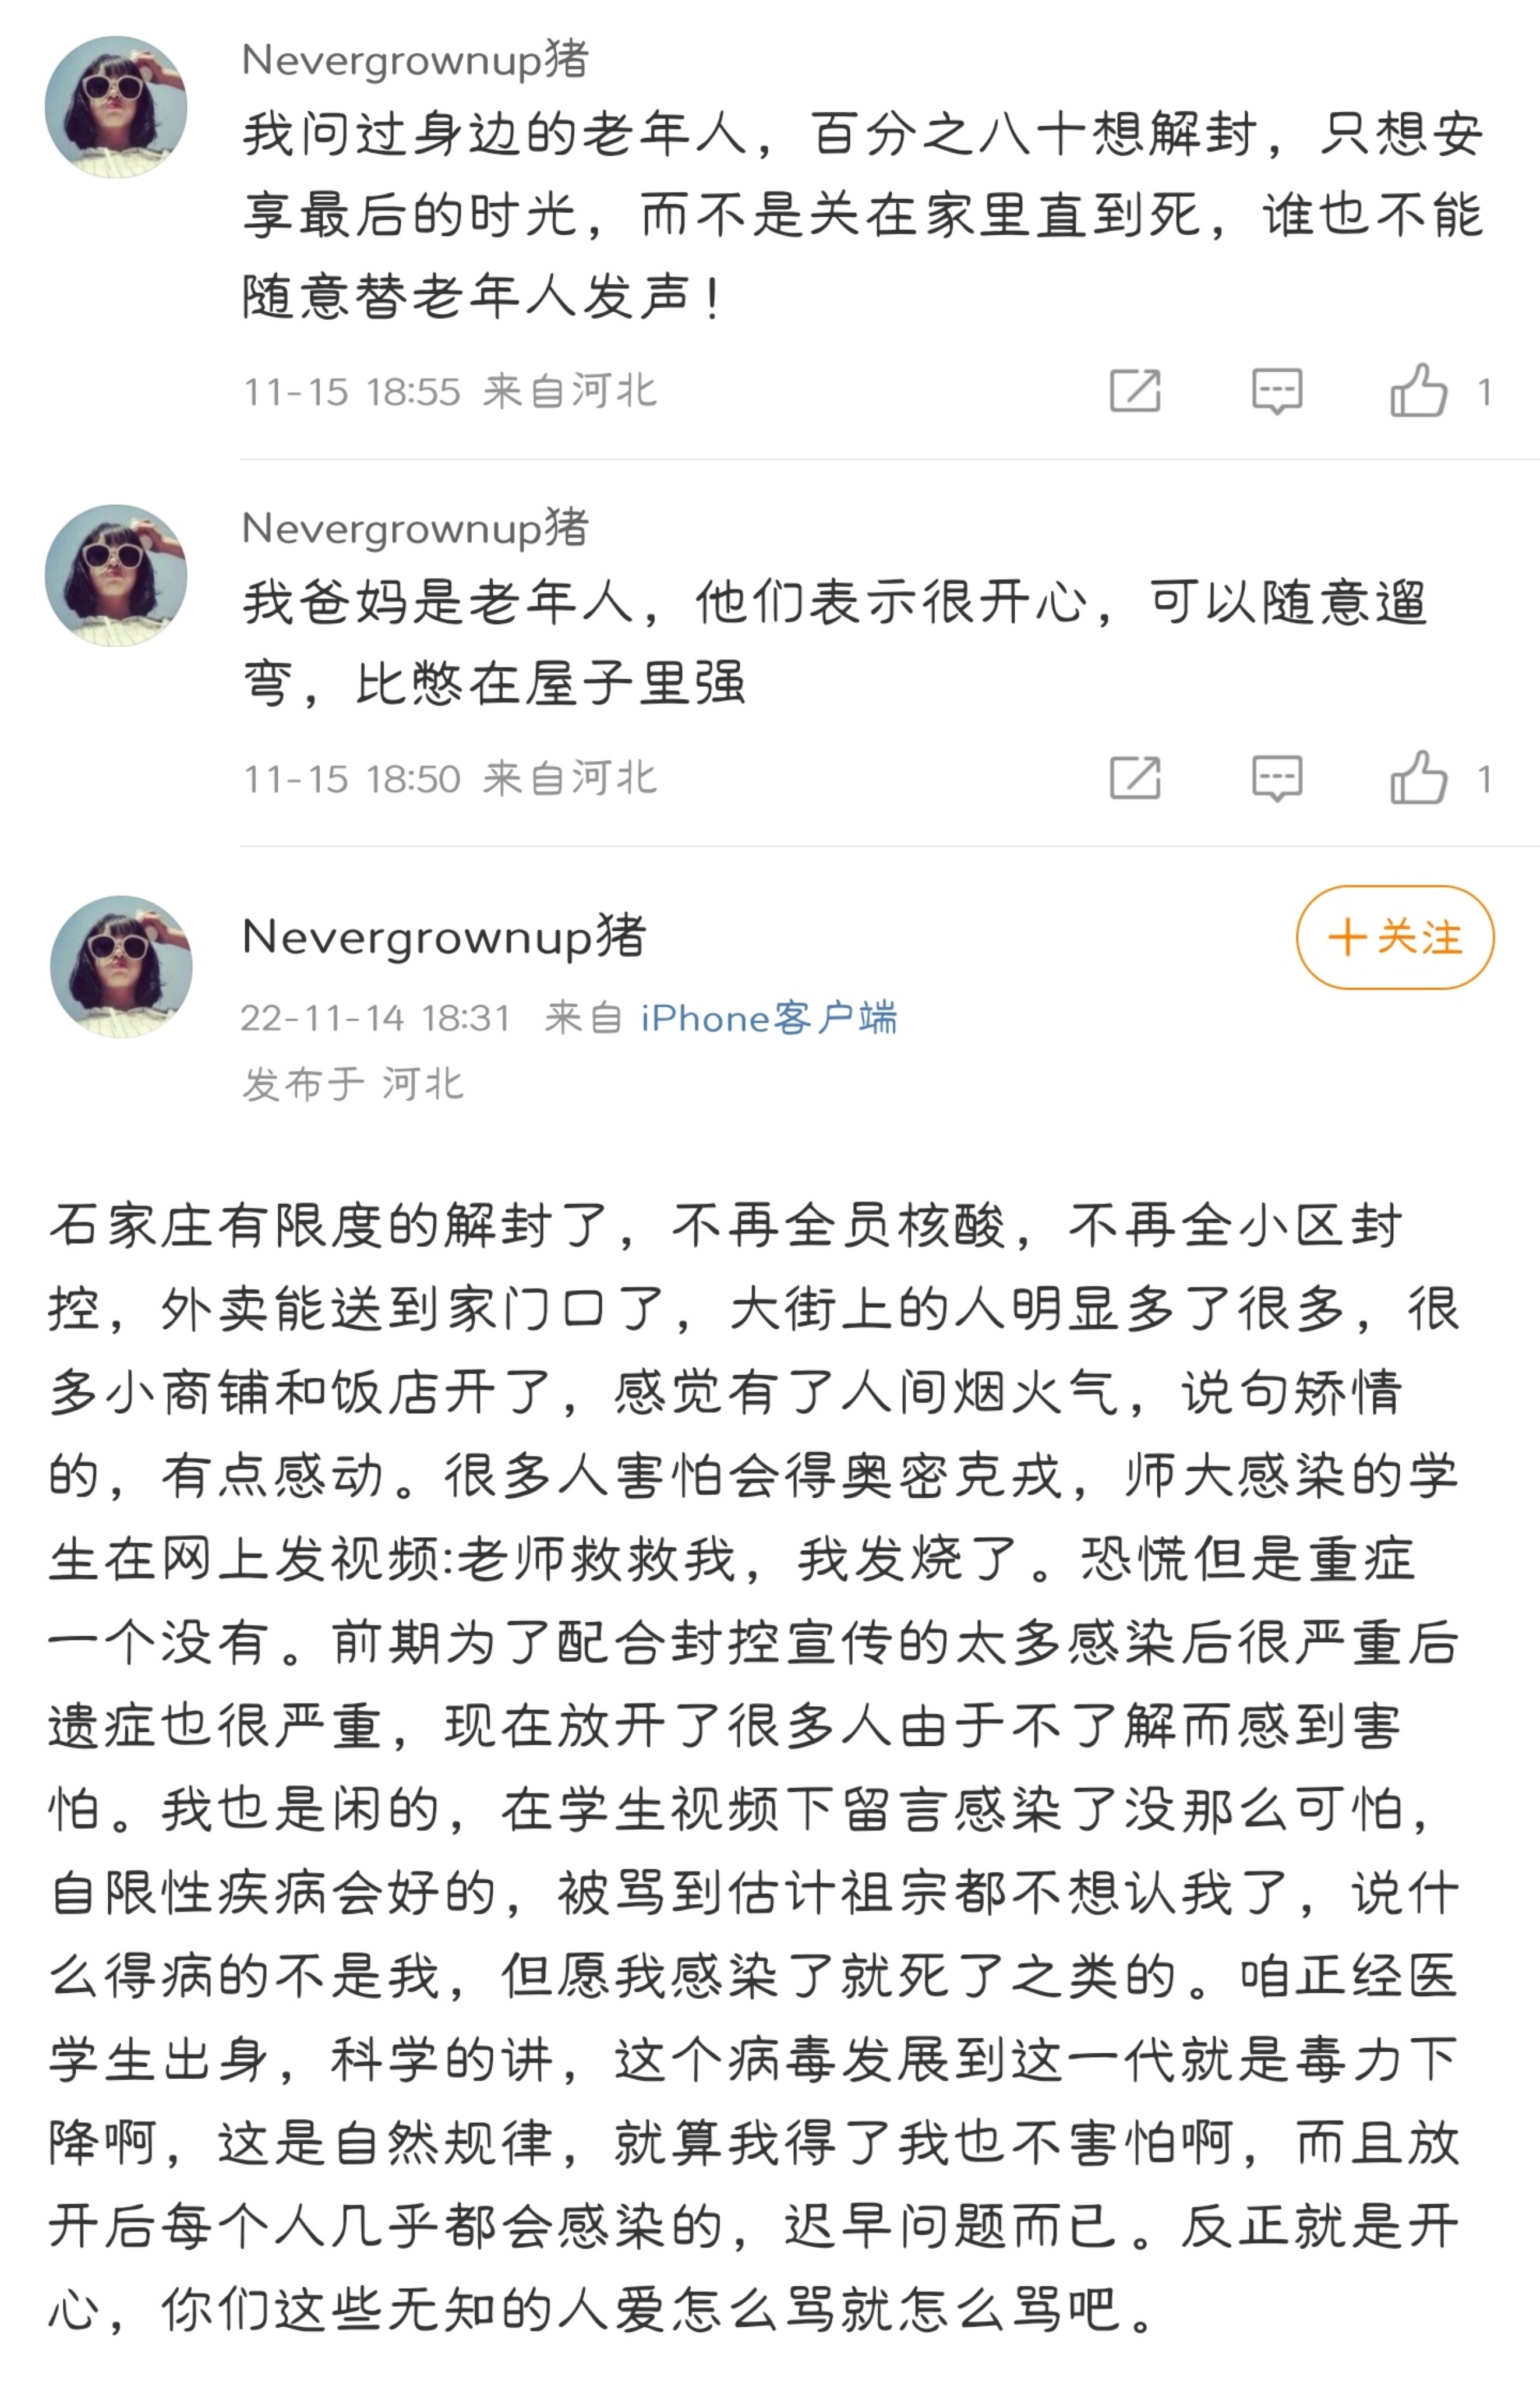 Nevergrownup猪
我问过身边的老年人，百分之八十想解封，只想安
享最后的时光，而不是关在家里直到死，谁也不能
随意替老年人发声！
11-15 18:55 来自河北
1
Nevergrownup猪
我爸妈是老年人，他们表示很开心，可以随意遛
弯，比憋在屋子里强
11-15 18:50 来自河北
1
Nevergrownup猪
+关注
22-11-14 18:31 来自 iPhone客户端
发布于 河北
石家庄有限度的解封了，不再全员核酸，不再全小区封
控，外卖能送到家门口了，大街上的人明显多了很多，很
多小商铺和饭店开了，感觉有了人间烟火气，说句矫情
的，有点感动。很多人害怕会得奥密克戎，师大感染的学
生在网上发视频:老师救救我，我发烧了。恐慌但是重症
一个没有。前期为了配合封控宣传的太多感染后很严重后
遗症也很严重，现在放开了很多人由于不了解而感到害
怕。我也是闲的，在学生视频下留言感染了没那么可怕，
自限性疾病会好的，被骂到估计祖宗都不想认我了，说什
么得病的不是我，但愿我感染了就死了之类的。咱正经医
学生出身，科学的讲，这个病毒发展到这一代就是毒力下
降啊，这是自然规律，就算我得了我也不害怕啊，而且放
开后每个人几乎都会感染的，迟早问题而已。反正就是开
心，你们这些无知的人爱怎么骂就怎么骂吧。